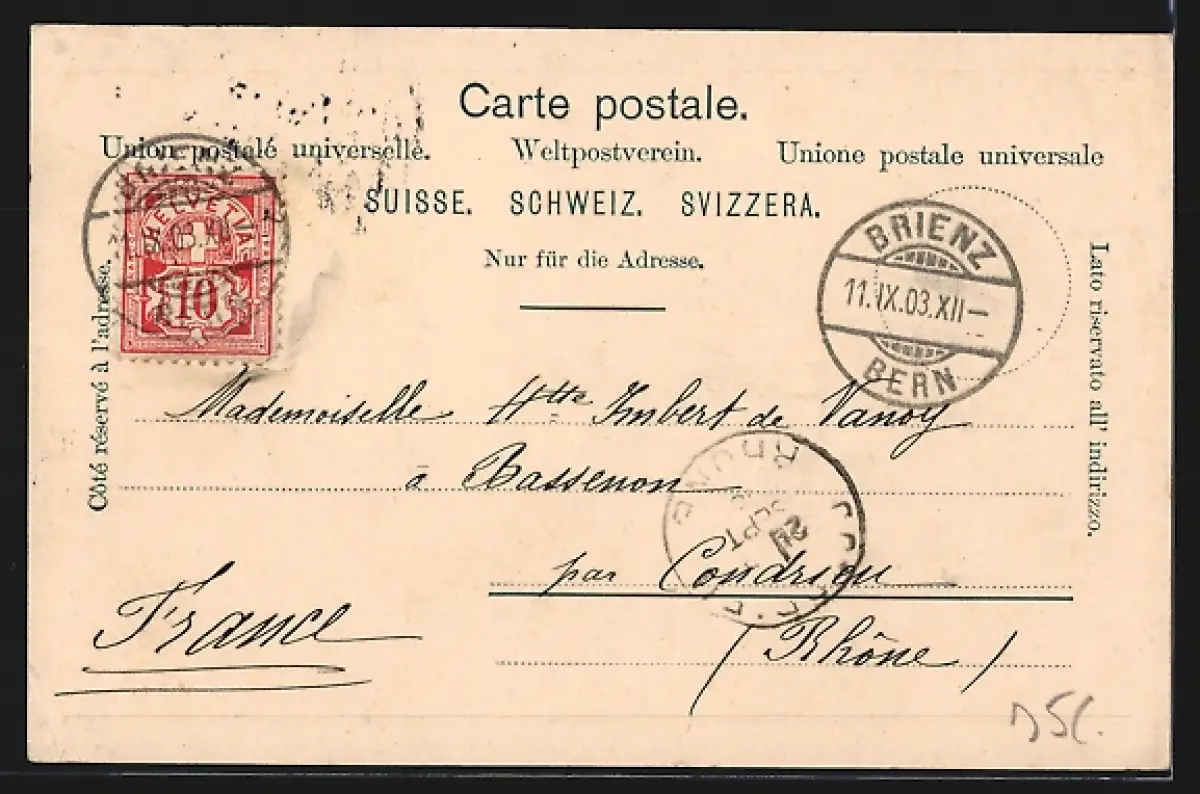 Carte postale.
Union postale universelle. Weltpostverein. Unione postale universale
SUISSE. SCHWEIZ. SVIZZERA.
Nur für die Adresse.
Côté réservé à l'adresse.
Lato riservato all' indirizzo.
HELVETIA
10
BRIENZ
11.IX.03.XII-
BERN
Mademoiselle Htte Imbert de Vanoy
à Bassenon
par Condrieu
(Rhône)
France
RHONE
SEPT